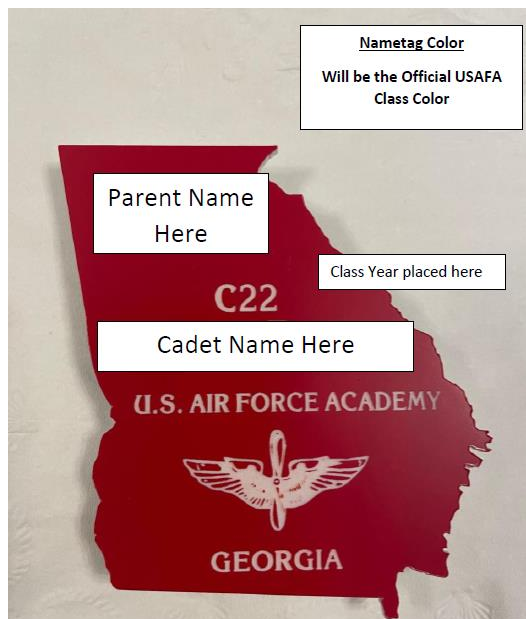 Nametag Color
Will be the Official USAFA
Class Color
Parent Name
Here
Class Year placed here
C22
Cadet Name Here
U.S. AIR FORCE ACADEMY
GEORGIA